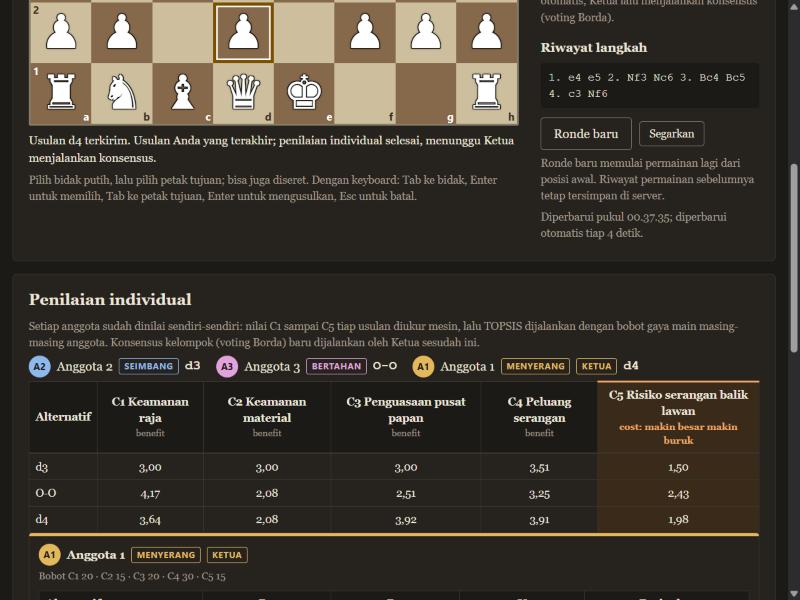 otomatis, Ketua lalu menjalankan konsensus
(voting Borda).
2
1
a
b
c
d
e
f
g
h
Usulan d4 terkirim. Usulan Anda yang terakhir; penilaian individual selesai, menunggu Ketua
menjalankan konsensus.
Pilih bidak putih, lalu pilih petak tujuan; bisa juga diseret. Dengan keyboard: Tab ke bidak, Enter
untuk memilih, Tab ke petak tujuan, Enter untuk mengusulkan, Esc untuk batal.
Riwayat langkah
1. e4 e5 2. Nf3 Nc6 3. Bc4 Bc5
4. c3 Nf6
Ronde baru
Segarkan
Ronde baru memulai permainan lagi dari
posisi awal. Riwayat permainan sebelumnya
tetap tersimpan di server.
Diperbarui pukul 00.37.35; diperbarui
otomatis tiap 4 detik.
Penilaian individual
Setiap anggota sudah dinilai sendiri-sendiri: nilai C1 sampai C5 tiap usulan diukur mesin, lalu TOPSIS dijalankan dengan bobot gaya main masing-
masing anggota. Konsensus kelompok (voting Borda) baru dijalankan oleh Ketua sesudah ini.
A2 Anggota 2 SEIMBANG d3 A3 Anggota 3 BERTAHAN O-O A1 Anggota 1 MENYERANG KETUA d4
Alternatif
C1 Keamanan
raja
benefit
C2 Keamanan
material
benefit
C3 Penguasaan pusat
papan
benefit
C4 Peluang
serangan
benefit
C5 Risiko serangan balik
lawan
cost: makin besar makin
buruk
d3 3,00 3,00 3,00 3,51 1,50
O-O 4,17 2,08 2,51 3,25 2,43
d4 3,64 2,08 3,92 3,91 1,98
A1 Anggota 1 MENYERANG KETUA
Bobot C1 20 · C2 15 · C3 20 · C4 30 · C5 15